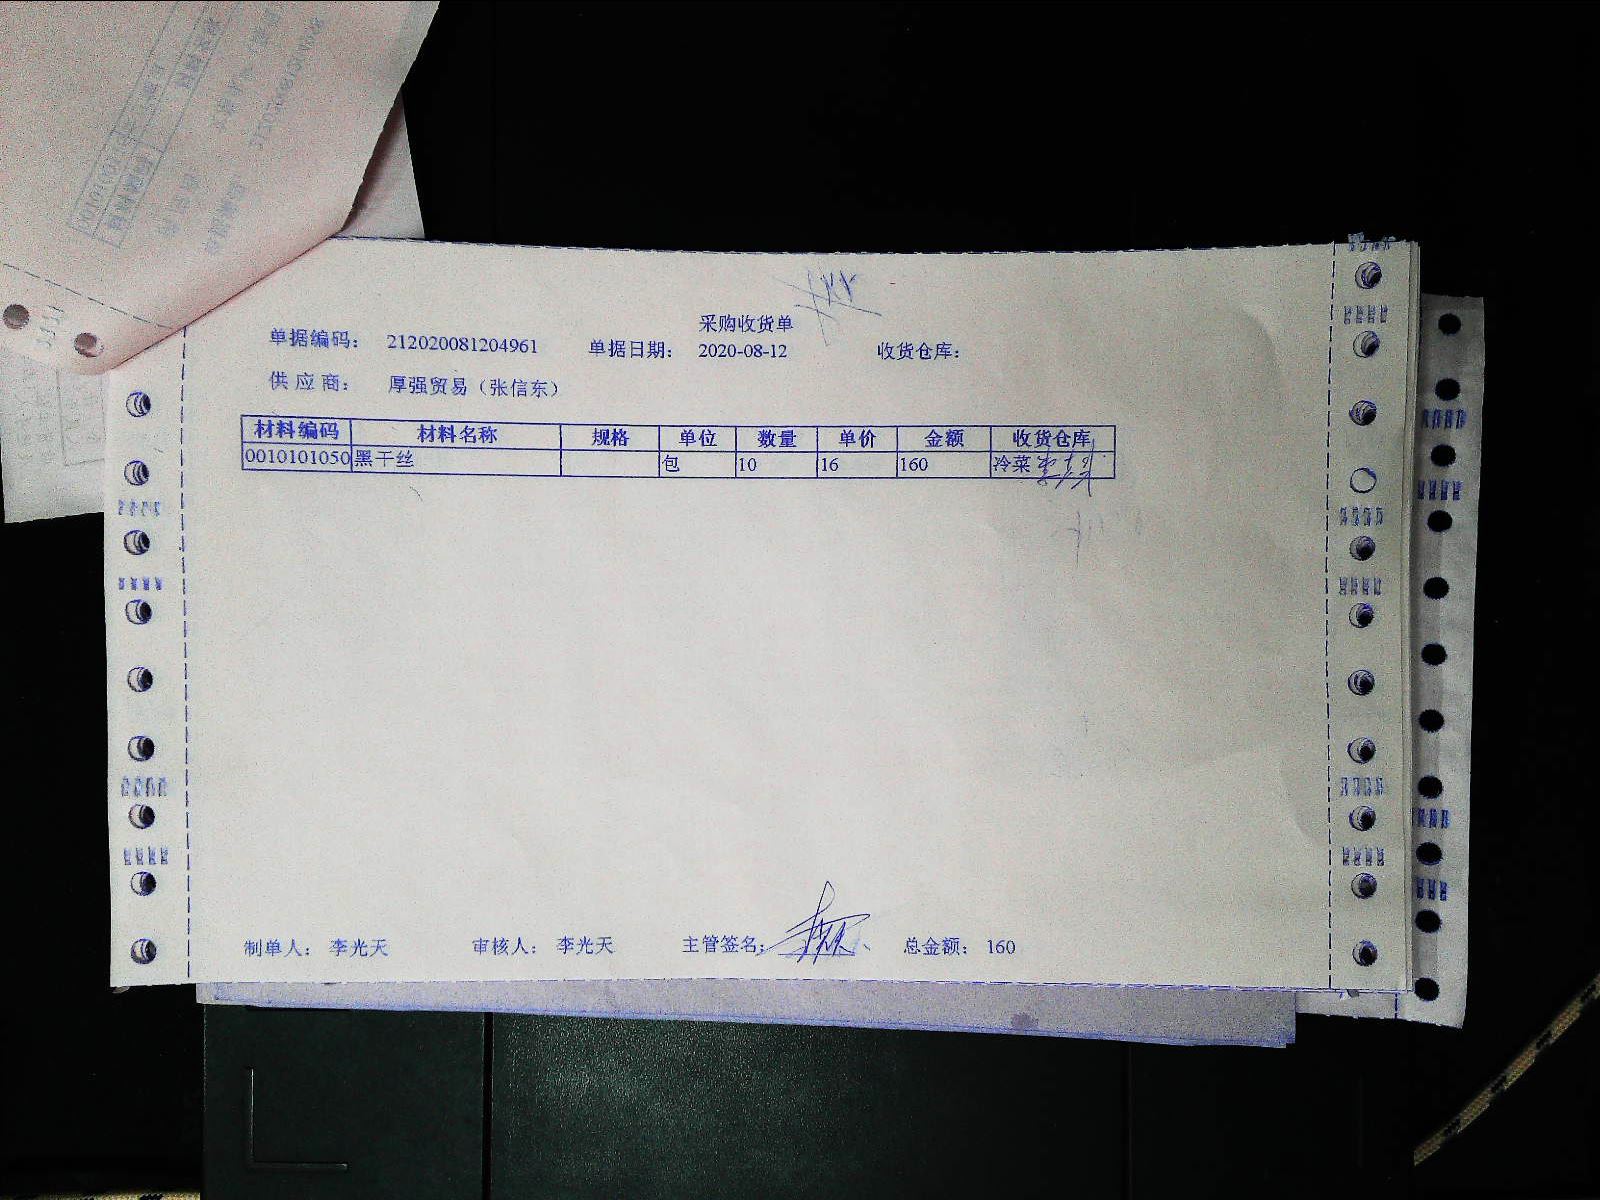 采购收货单
单据编码： 212020081204961 单据日期： 2020-08-12 收货仓库：
供 应 商： 厚强贸易（张信东）
材料编码 材料名称 规格 单位 数量 单价 金额 收货仓库
0010101050 黑干丝 包 10 16 160 冷菜
制单人： 李光天 审核人： 李光天 主管签名： 总金额： 160